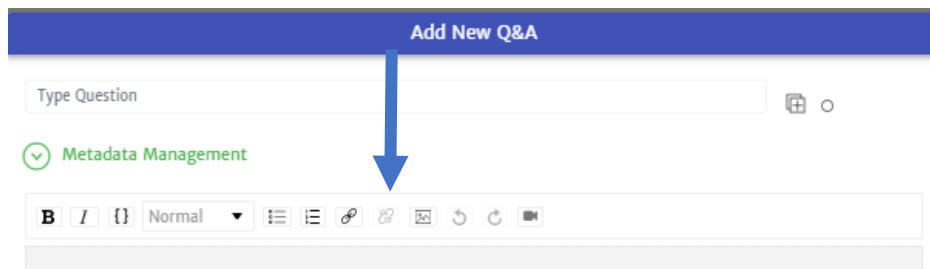 Add New Q&A
Type Question
Metadata Management
B I {} Normal